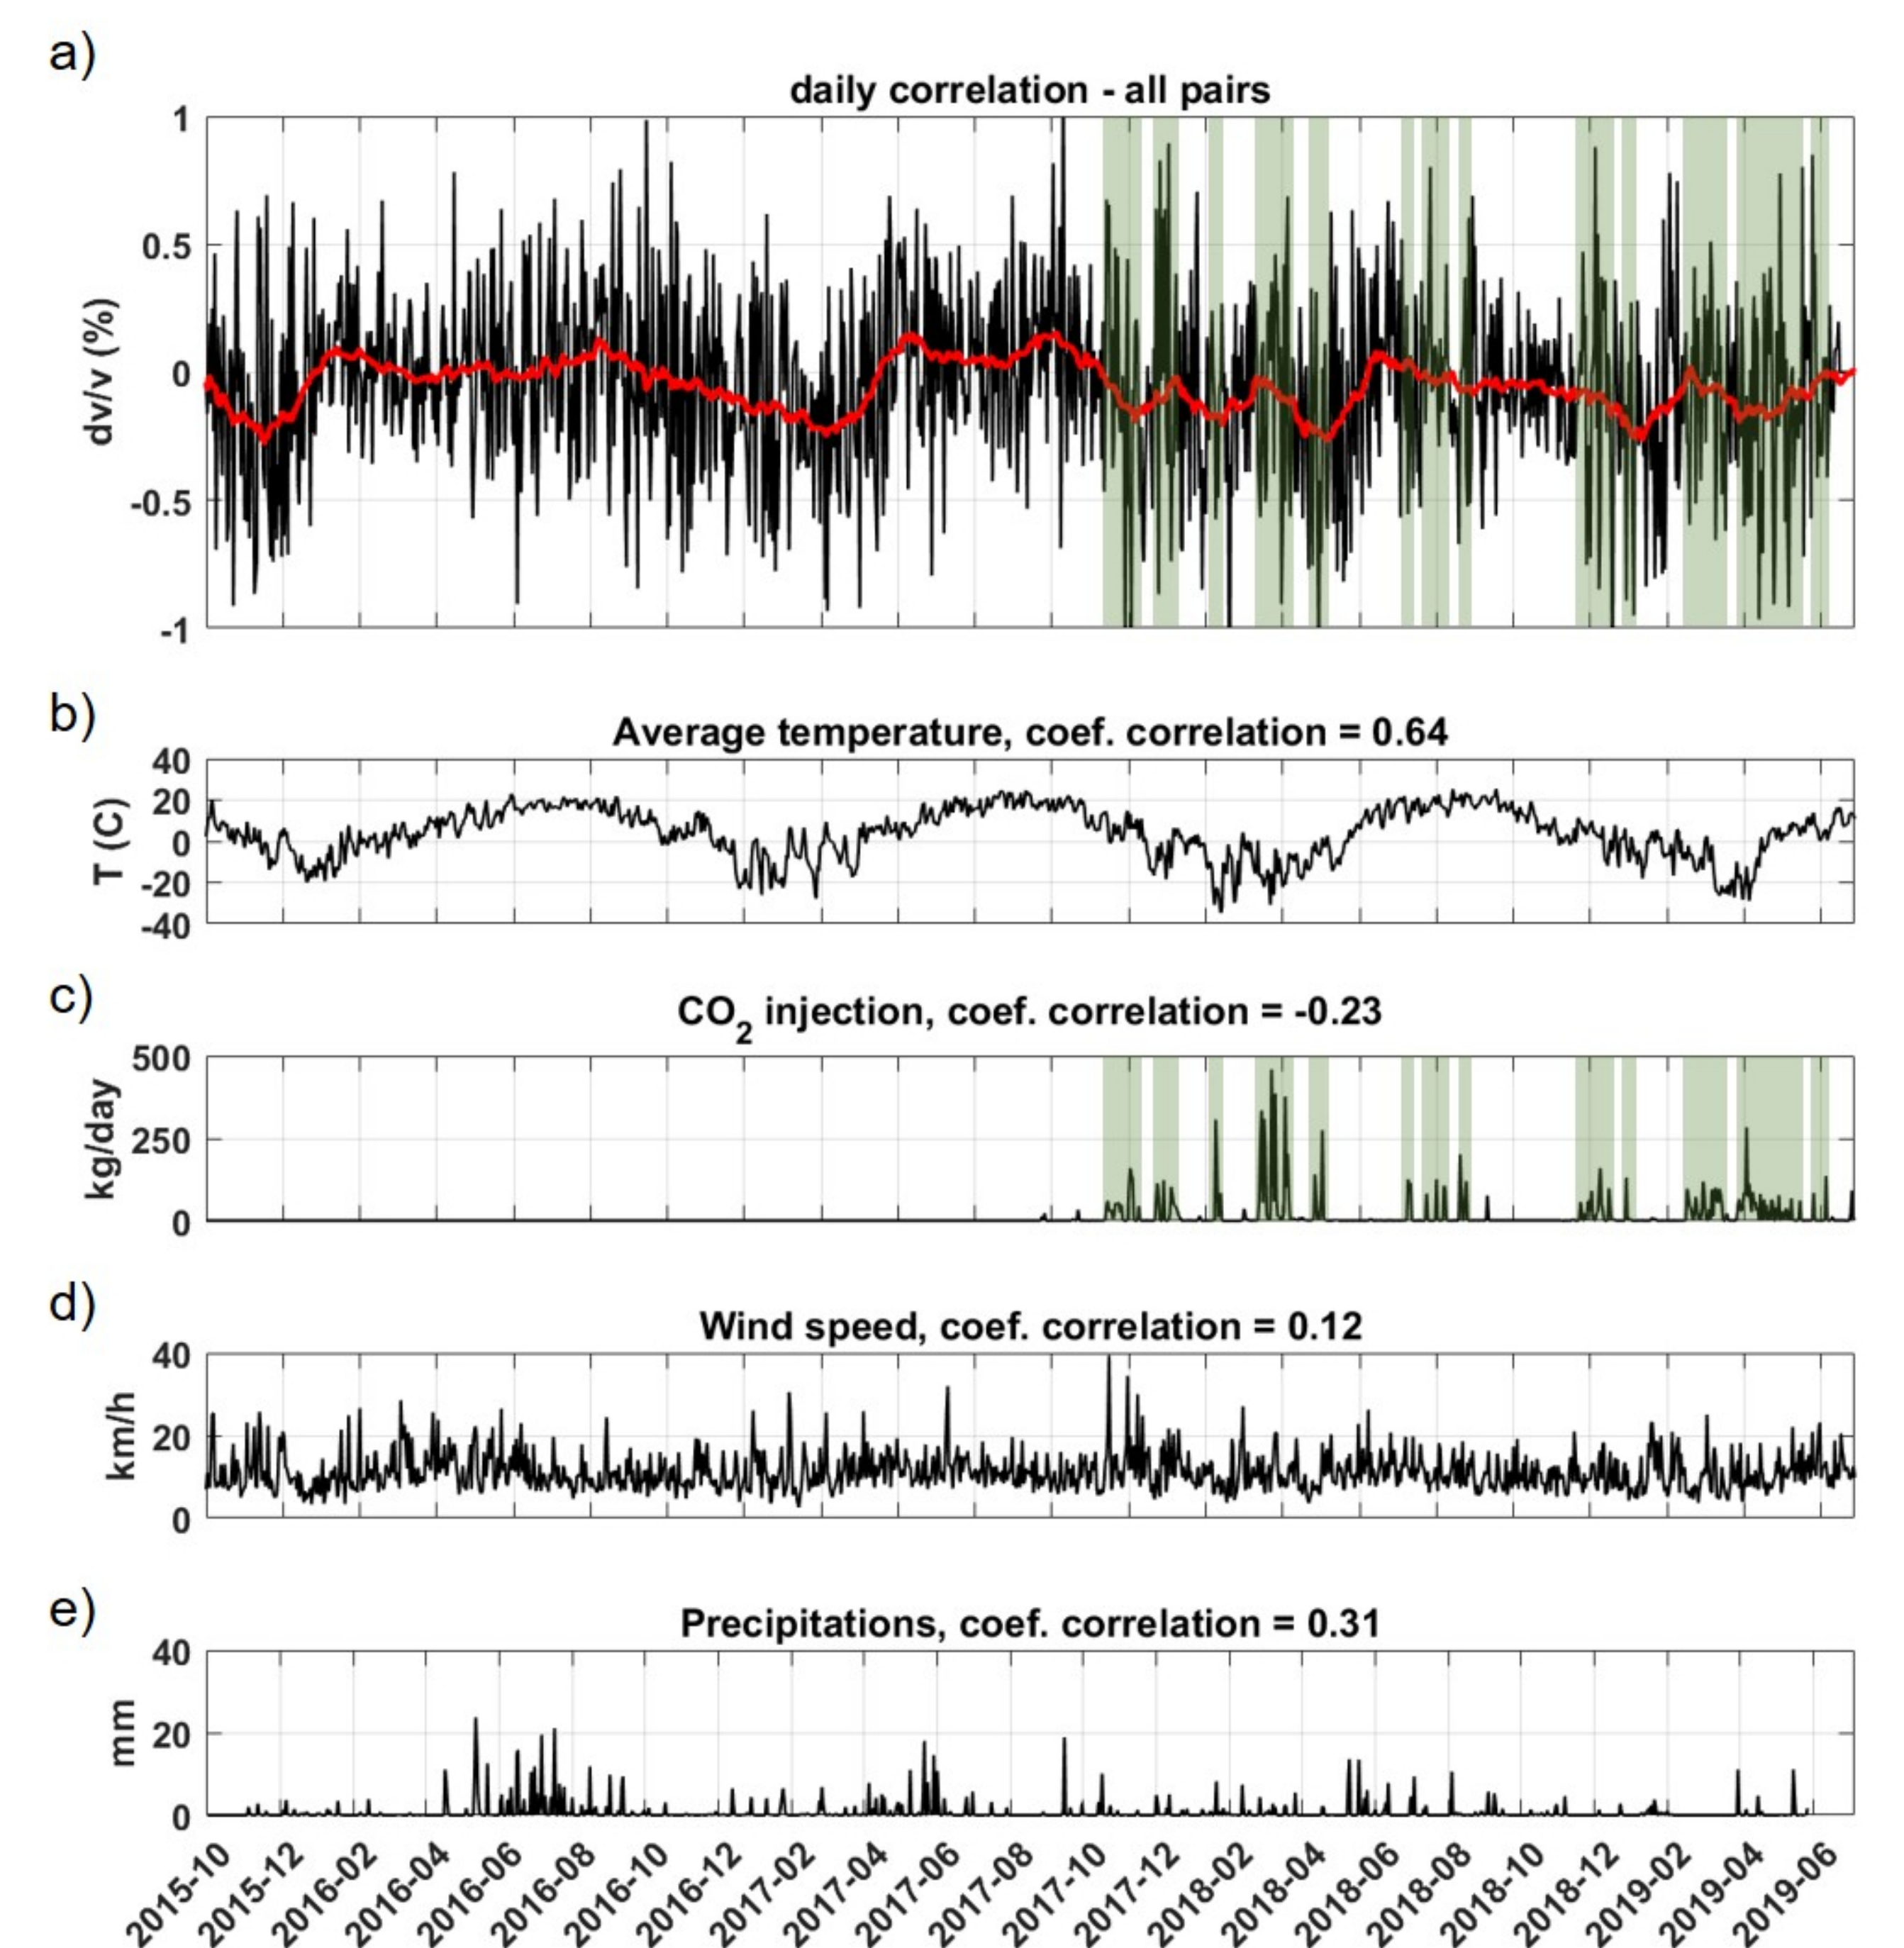 a)
daily correlation - all pairs
1
0.5
0
-0.5
-1
dv/v (%)
b)
Average temperature, coef. correlation = 0.64
40
20
0
-20
-40
T (C)
c)
CO2 injection, coef. correlation = -0.23
500
250
0
kg/day
d)
Wind speed, coef. correlation = 0.12
40
20
0
km/h
e)
Precipitations, coef. correlation = 0.31
40
20
0
mm
2015-10
2015-12
2016-02
2016-04
2016-06
2016-08
2016-10
2016-12
2017-02
2017-04
2017-06
2017-08
2017-10
2017-12
2018-02
2018-04
2018-06
2018-08
2018-10
2018-12
2019-02
2019-04
2019-06